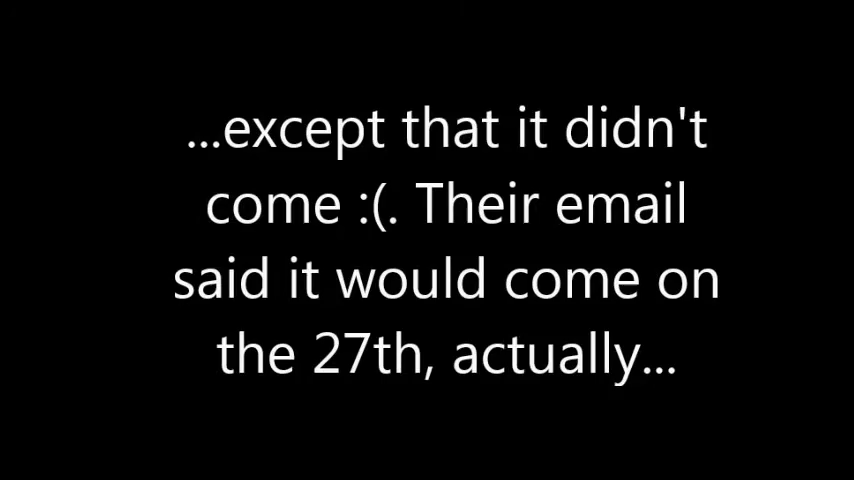 ...except that it didn't
come :(. Their email
said it would come on
the 27th, actually...